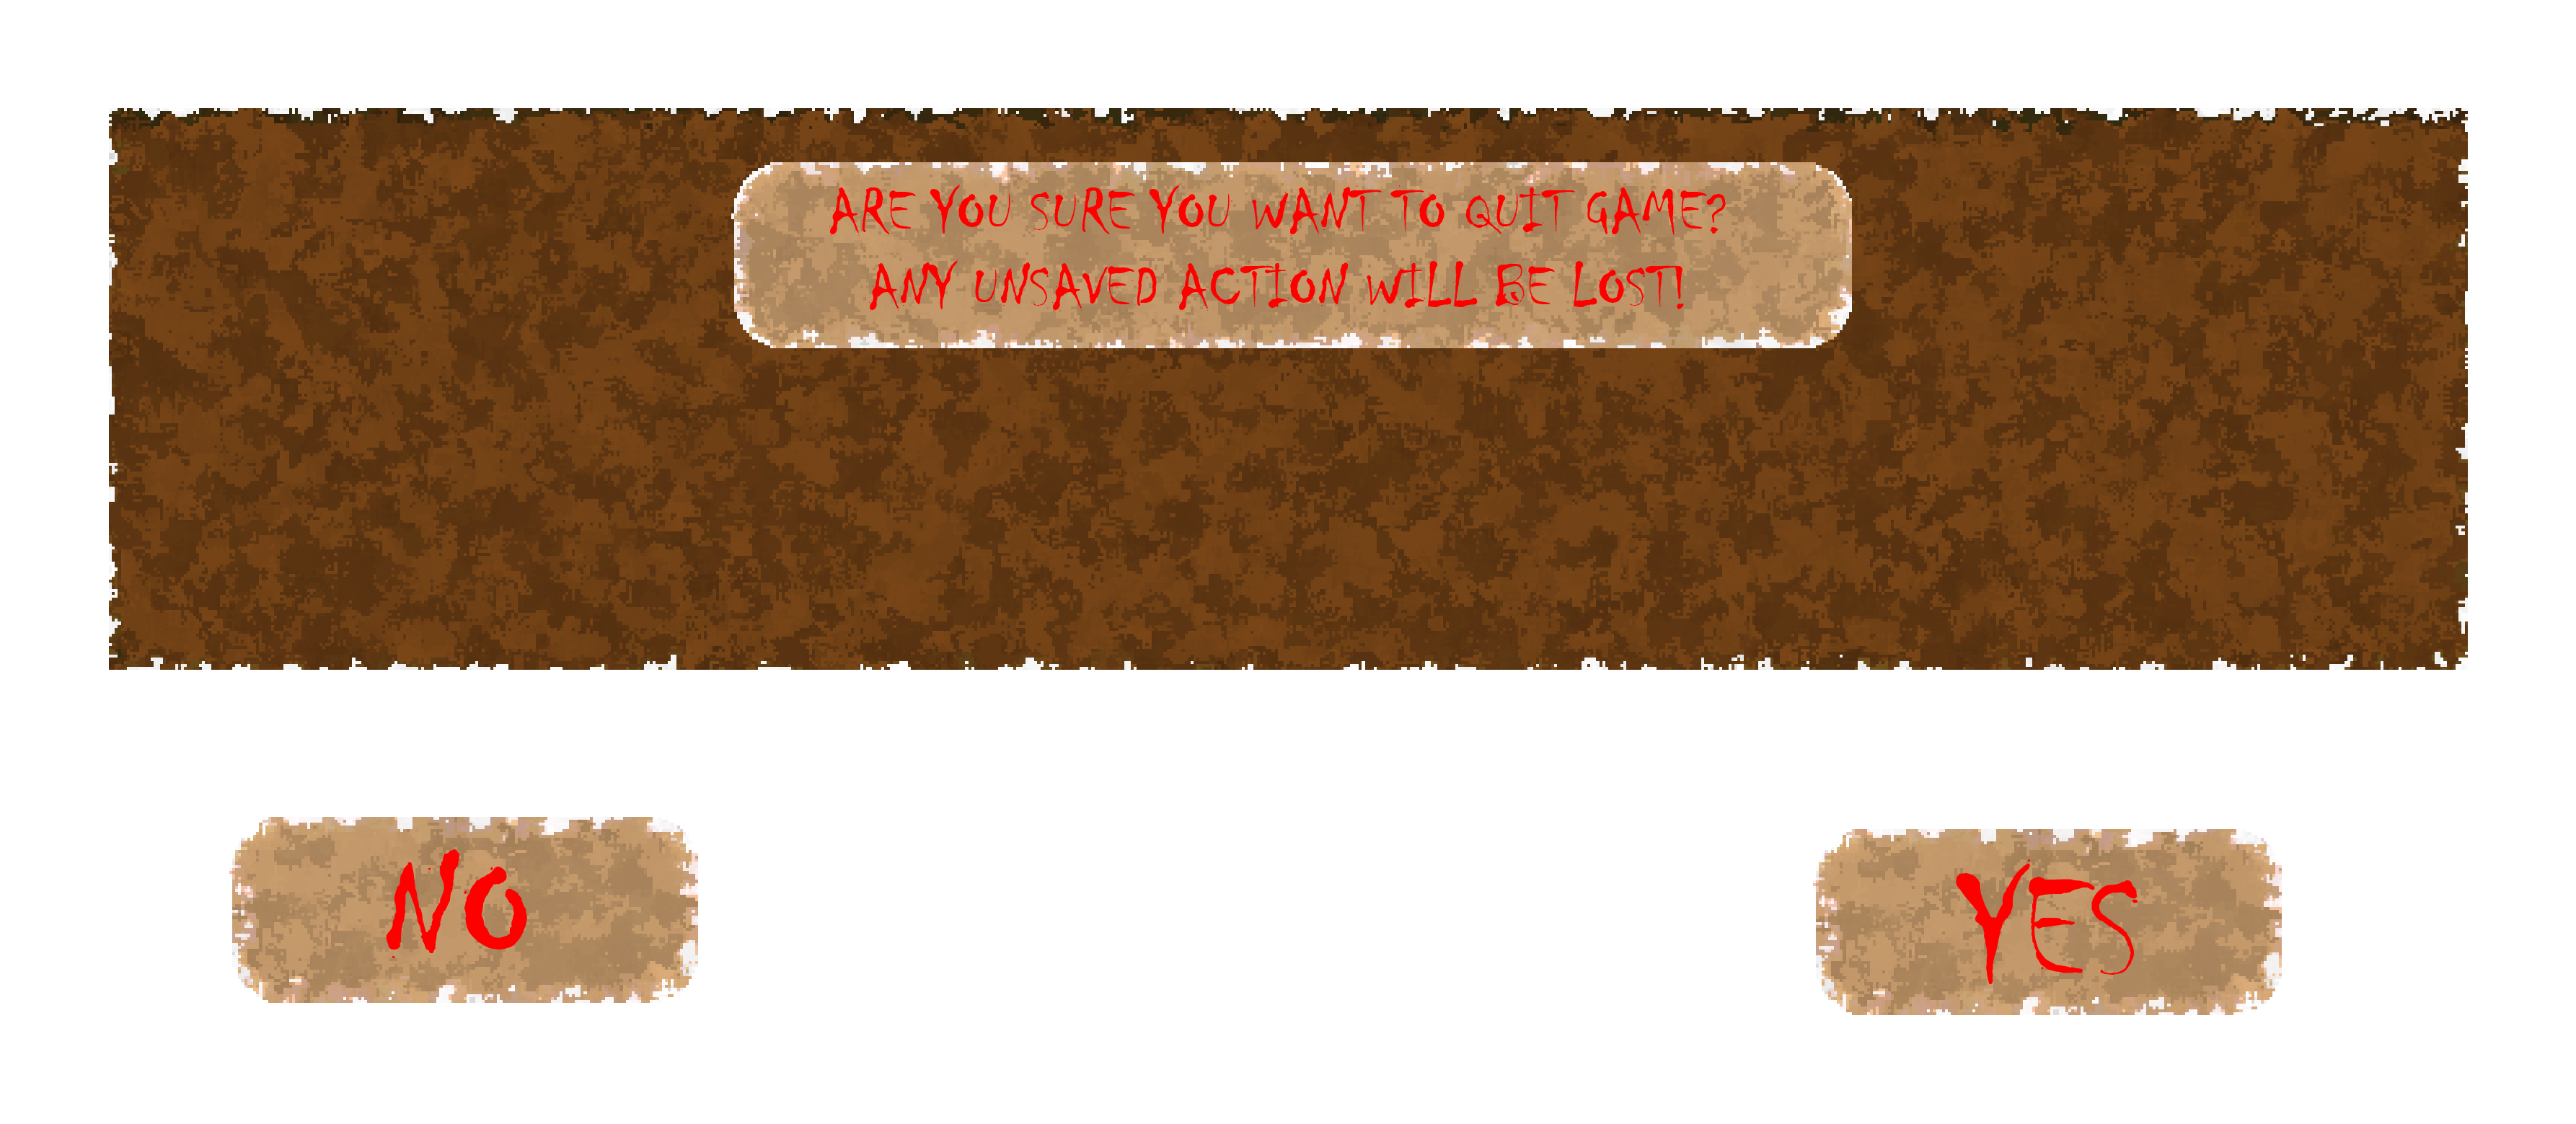 ARE YOU SURE YOU WANT TO QUIT GAME?
ANY UNSAVED ACTION WILL BE LOST!
NO
YES